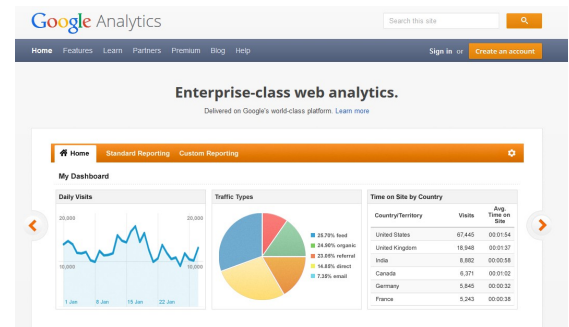 Google Analytics
Search this site
Home Features Learn Partners Premium Blog Help
Sign in or Create an account
Enterprise-class web analytics.
Delivered on Google's world-class platform. Learn more
Home Standard Reporting Custom Reporting
My Dashboard
Daily Visits
20,000 20,000
10,000 10,000
1 Jan 8 Jan 15 Jan 22 Jan
Traffic Types
25.70% feed
24.90% organic
23.09% referral
14.80% direct
7.35% email
Time on Site by Country
Country/Territory Visits Avg. Time on Site
United States 67,445 00:01:54
United Kingdom 18,948 00:01:37
India 8,882 00:00:58
Canada 6,371 00:01:02
Germany 5,845 00:00:32
France 5,243 00:00:38